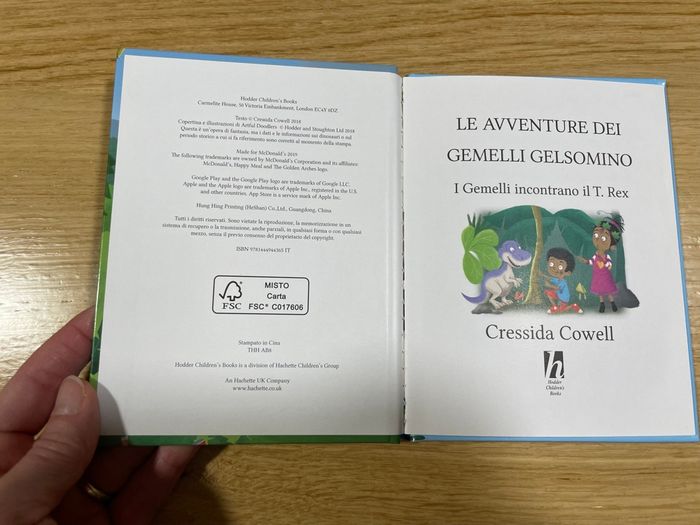 Hodder Children's Books
Carmelite House, 50 Victoria Embankment, London EC4Y 0DZ
Testo © Cressida Cowell 2018
Copertina e illustrazioni di Artful Doodlers © Hodder and Stoughton Ltd 2018
Questa è un'opera di fantasia, ma i dati e le informazioni sui dinosauri o sul
periodo storico a cui si fa riferimento sono corretti al momento della stampa.
Made for McDonald's 2019
The following trademarks are owned by McDonald's Corporation and its affiliates:
McDonald's, Happy Meal and The Golden Arches logo.
Google Play and the Google Play logo are trademarks of Google LLC.
Apple and the Apple logo are trademarks of Apple Inc., registered in the U.S.
and other countries. App Store is a service mark of Apple Inc.
Hung Hing Printing (HeShan) Co.,Ltd., Guangdong, China
Tutti i diritti riservati. Sono vietate la riproduzione, la memorizzazione in un
sistema di recupero o la trasmissione, anche parziali, in qualsiasi forma o con qualsiasi
mezzo, senza il previo consenso del proprietario del copyright.
ISBN 9781444944365 IT
FSC
MISTO
Carta
FSC® C017606
Stampato in Cina
THH AB8
Hodder Children's Books is a division of Hachette Children's Group
An Hachette UK Company
www.hachette.co.uk
LE AVVENTURE DEI
GEMELLI GELSOMINO
I Gemelli incontrano il T. Rex
Cressida Cowell
h
Hodder
Children's
Books